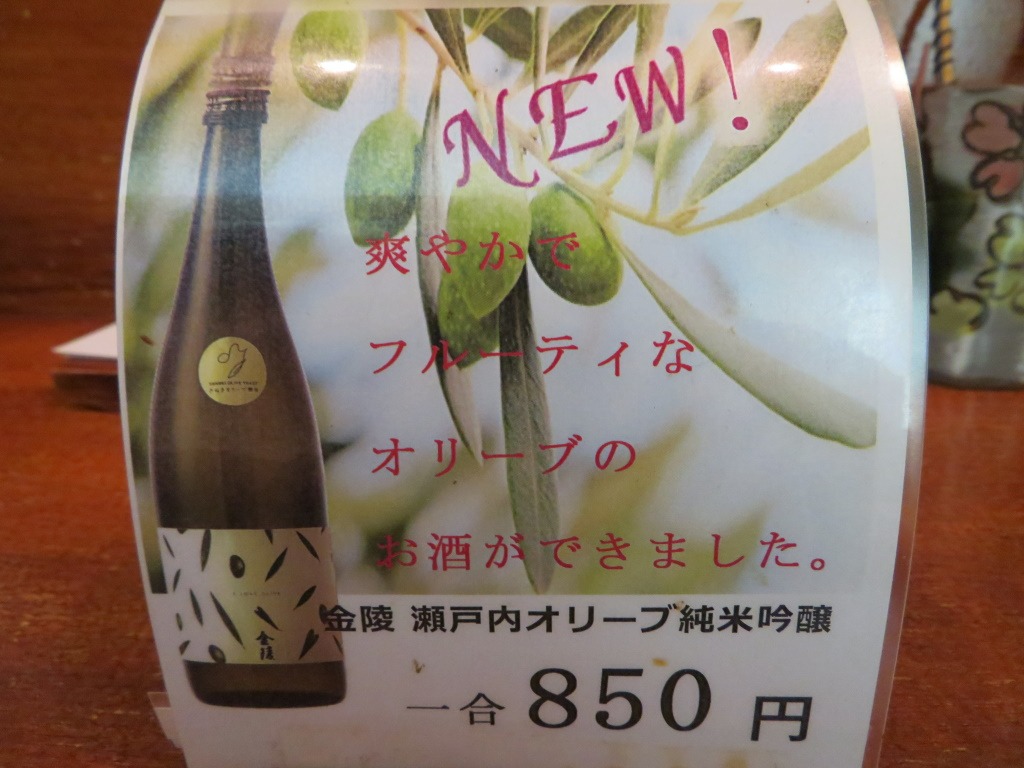 NEW!
爽やかで
フルーティな
オリーブの
お酒ができました。
金陵 瀬戸内オリーブ純米吟醸
一合 850 円
金陵